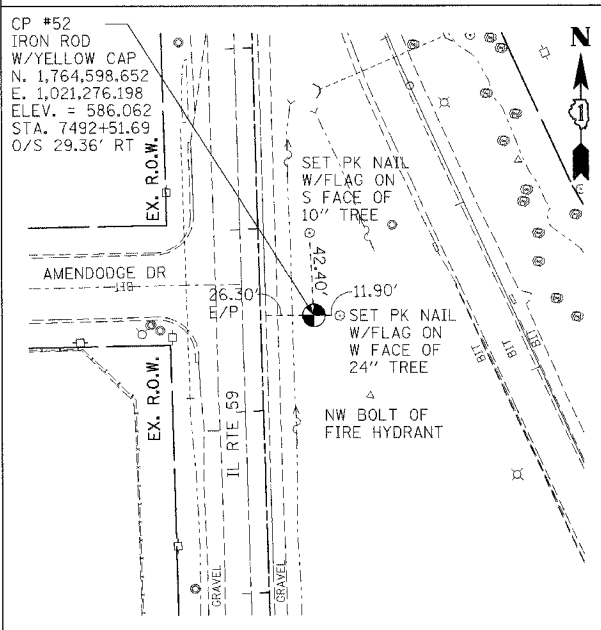 CP #52
IRON ROD
W/YELLOW CAP
N. 1,764,598.652
E. 1,021,276.198
ELEV. = 586.062
STA. 7492+51.69
O/S 29.36' RT
N
1
EX. R.O.W.
SET PK NAIL
W/FLAG ON
S FACE OF
10" TREE
42.40'
AMENDODGE DR
BIT
26.30'
E/P
11.90'
SET PK NAIL
W/FLAG ON
W FACE OF
24" TREE
BIT
BIT
BIT
EX. R.O.W.
IL RTE 59
NW BOLT OF
FIRE HYDRANT
GRAVEL
GRAVEL